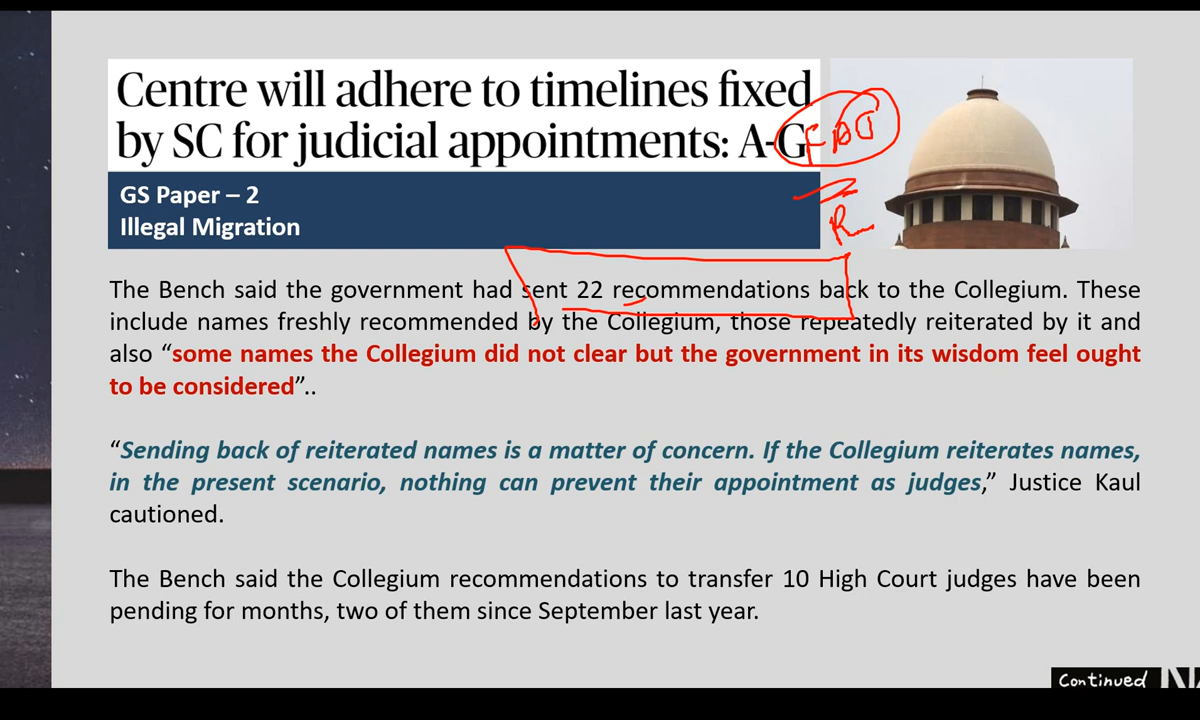 Centre will adhere to timelines fixed
by SC for judicial appointments: A-G
GS Paper – 2
Illegal Migration
R
The Bench said the government had sent 22 recommendations back to the Collegium. These
include names freshly recommended by the Collegium, those repeatedly reiterated by it and
also “some names the Collegium did not clear but the government in its wisdom feel ought
to be considered”..
“Sending back of reiterated names is a matter of concern. If the Collegium reiterates names,
in the present scenario, nothing can prevent their appointment as judges,” Justice Kaul
cautioned.
The Bench said the Collegium recommendations to transfer 10 High Court judges have been
pending for months, two of them since September last year.
Continued